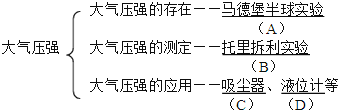 大气压强的存在——马德堡半球实验
(A)
大气压强 大气压强的测定——托里拆利实验
(B)
大气压强的应用——吸尘器、液位计等
(C) (D)